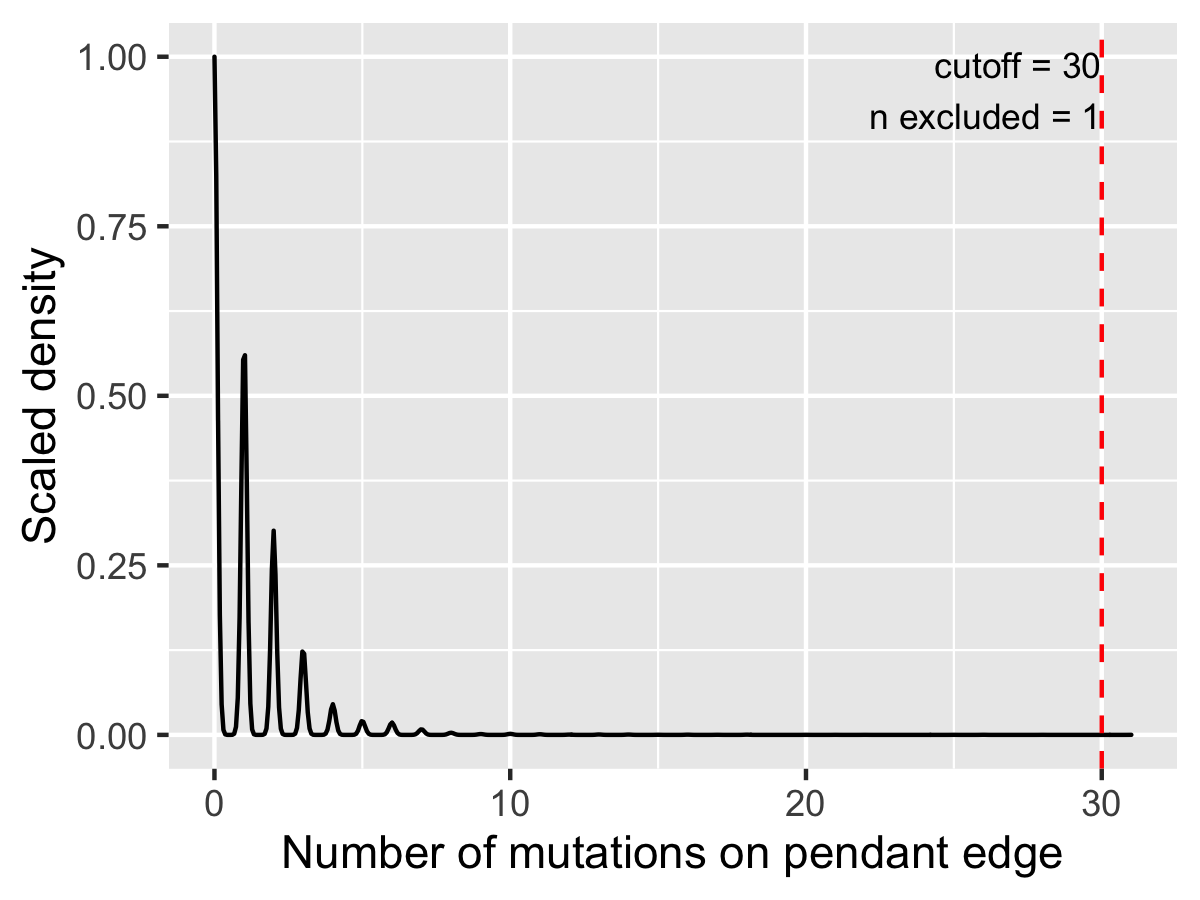 1.00
0.75
0.50
0.25
0.00
Scaled density
cutoff = 30
n excluded = 1
0
10
20
30
Number of mutations on pendant edge